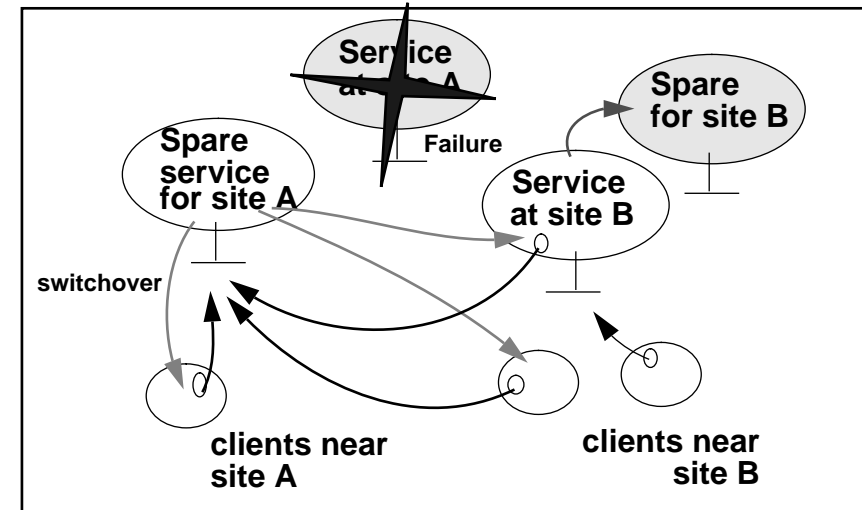 Service
at site A
Failure
Spare
for site B
Spare
service
for site A
Service
at site B
switchover
clients near
site A
clients near
site B